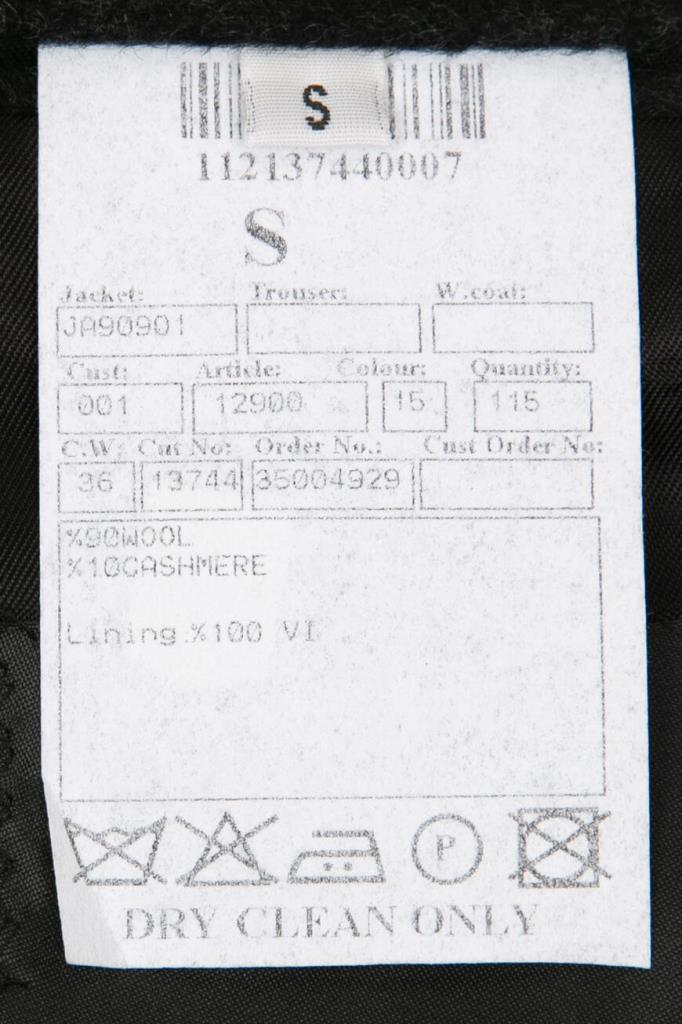 S
112137440007
S
Jacket: Trouser: W.coat:
JA90901
Cust: Article: Colour: Quantity:
001 12900 15 115
C.W: Cut No: Order No.: Cust Order No:
36 13744 35004929
%90WOOL
%10CASHMERE
Lining %100 VI
P
DRY CLEAN ONLY